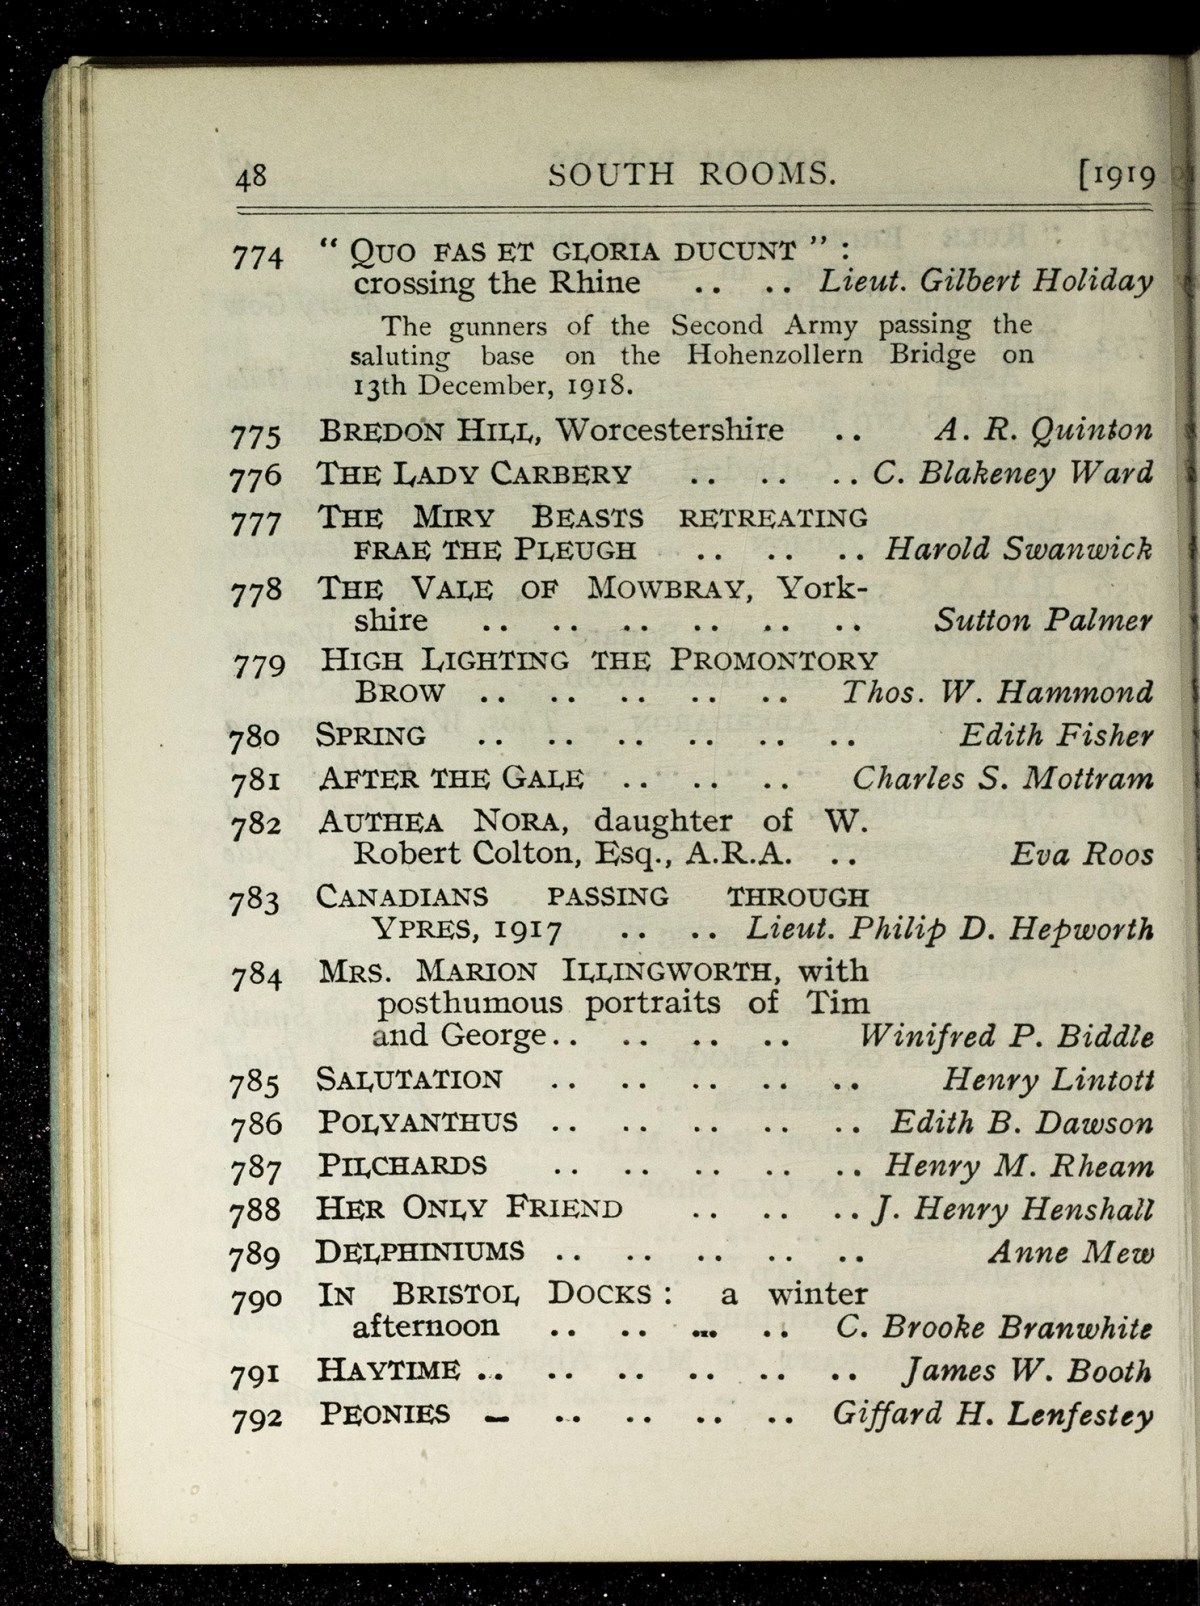 48 SOUTH ROOMS. [1919
774 “ QUO FAS ET GLORIA DUCUNT ” :
crossing the Rhine .. .. Lieut. Gilbert Holiday
The gunners of the Second Army passing the
saluting base on the Hohenzollern Bridge on
13th December, 1918.
775 BREDON HILL, Worcestershire .. A. R. Quinton
776 THE LADY CARBERY .. .. .. C. Blakeney Ward
777 THE MIRY BEASTS RETREATING
FRAE THE PLEUGH .. .. .. Harold Swanwick
778 THE VALE OF MOWBRAY, York-
shire .. .. .. .. .. .. Sutton Palmer
779 HIGH LIGHTING THE PROMONTORY
BROW .. .. .. .. .. Thos. W. Hammond
780 SPRING .. .. .. .. .. .. Edith Fisher
781 AFTER THE GALE .. .. .. Charles S. Mottram
782 AUTHEA NORA, daughter of W.
Robert Colton, Esq., A.R.A. .. Eva Roos
783 CANADIANS PASSING THROUGH
YPRES, 1917 .. .. Lieut. Philip D. Hepworth
784 MRS. MARION ILLINGWORTH, with
posthumous portraits of Tim
and George .. .. .. .. Winifred P. Biddle
785 SALUTATION .. .. .. .. .. Henry Lintott
786 POLYANTHUS .. .. .. .. .. Edith B. Dawson
787 PILCHARDS .. .. .. .. .. Henry M. Rheam
788 HER ONLY FRIEND .. .. .. J. Henry Henshall
789 DELPHINIUMS .. .. .. .. .. Anne Mew
790 IN BRISTOL DOCKS : a winter
afternoon .. .. ... .. C. Brooke Branwhite
791 HAYTIME .. .. .. .. .. .. James W. Booth
792 PEONIES – .. .. .. .. Giffard H. Lenfestey